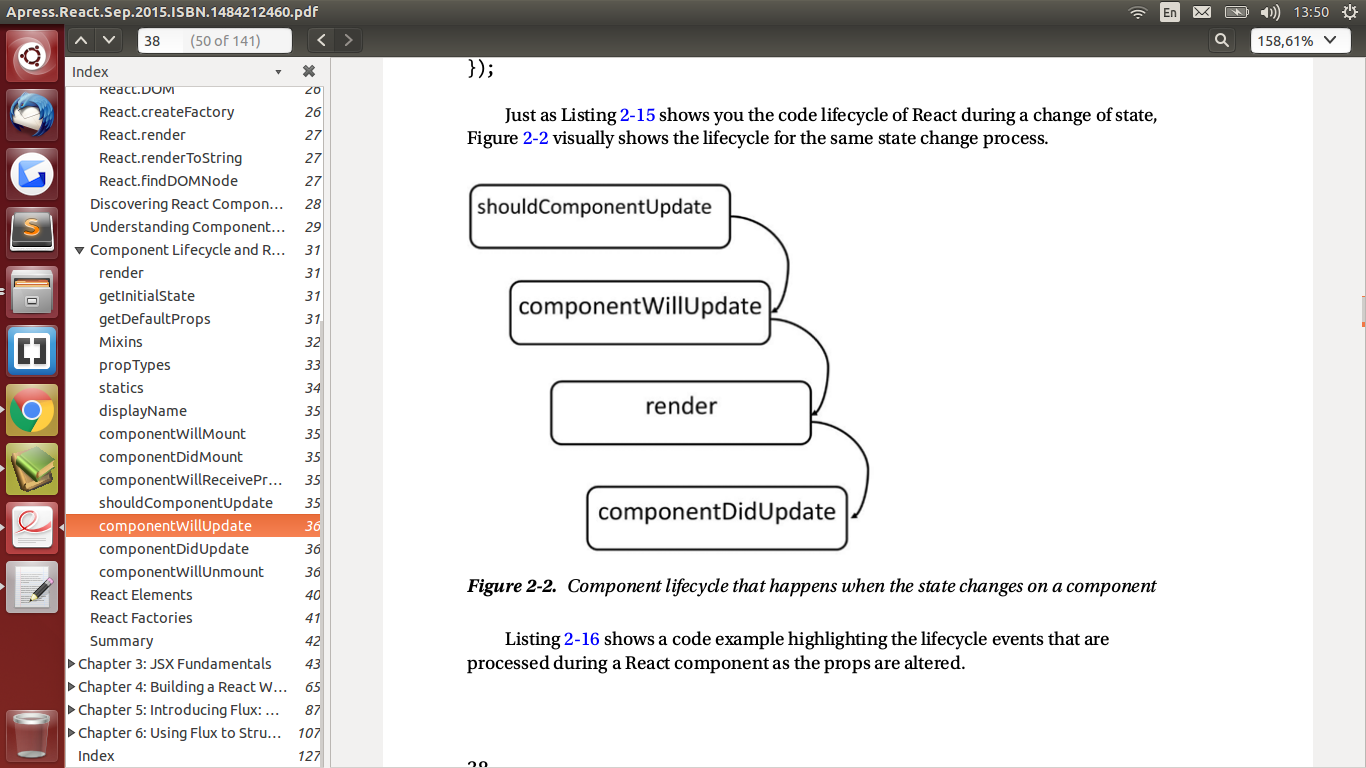 Apress.React.Sep.2015.ISBN.1484212460.pdf
En
13:50
38 (50 of 141)
158,61%
Index
React.DOM 26
React.createFactory 26
React.render 27
React.renderToString 27
React.findDOMNode 27
Discovering React Compon... 28
Understanding Component... 29
Component Lifecycle and R... 31
render 31
getInitialState 31
getDefaultProps 31
Mixins 32
propTypes 33
statics 34
displayName 35
componentWillMount 35
componentDidMount 35
componentWillReceivePr... 35
shouldComponentUpdate 35
componentWillUpdate 36
componentDidUpdate 36
componentWillUnmount 36
React Elements 40
React Factories 41
Summary 42
Chapter 3: JSX Fundamentals 43
Chapter 4: Building a React W... 65
Chapter 5: Introducing Flux: ... 87
Chapter 6: Using Flux to Stru... 107
Index 127
});
Just as Listing 2-15 shows you the code lifecycle of React during a change of state,
Figure 2-2 visually shows the lifecycle for the same state change process.
shouldComponentUpdate
componentWillUpdate
render
componentDidUpdate
Figure 2-2. Component lifecycle that happens when the state changes on a component
Listing 2-16 shows a code example highlighting the lifecycle events that are
processed during a React component as the props are altered.
38